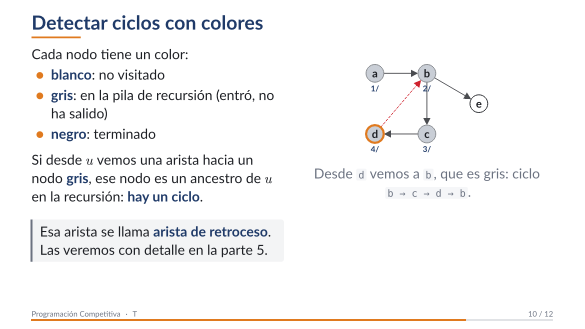 Detectar ciclos con colores
Cada nodo tiene un color:
blanco: no visitado
gris: en la pila de recursión (entró, no
ha salido)
negro: terminado
Si desde u vemos una arista hacia un
nodo gris, ese nodo es un ancestro de u
en la recursión: hay un ciclo.
Esa arista se llama arista de retroceso.
Las veremos con detalle en la parte 5.
a
b
1/
2/
e
d
c
4/
3/
Desde d vemos a b, que es gris: ciclo
b → c → d → b.
Programación Competitiva · T
10 / 12